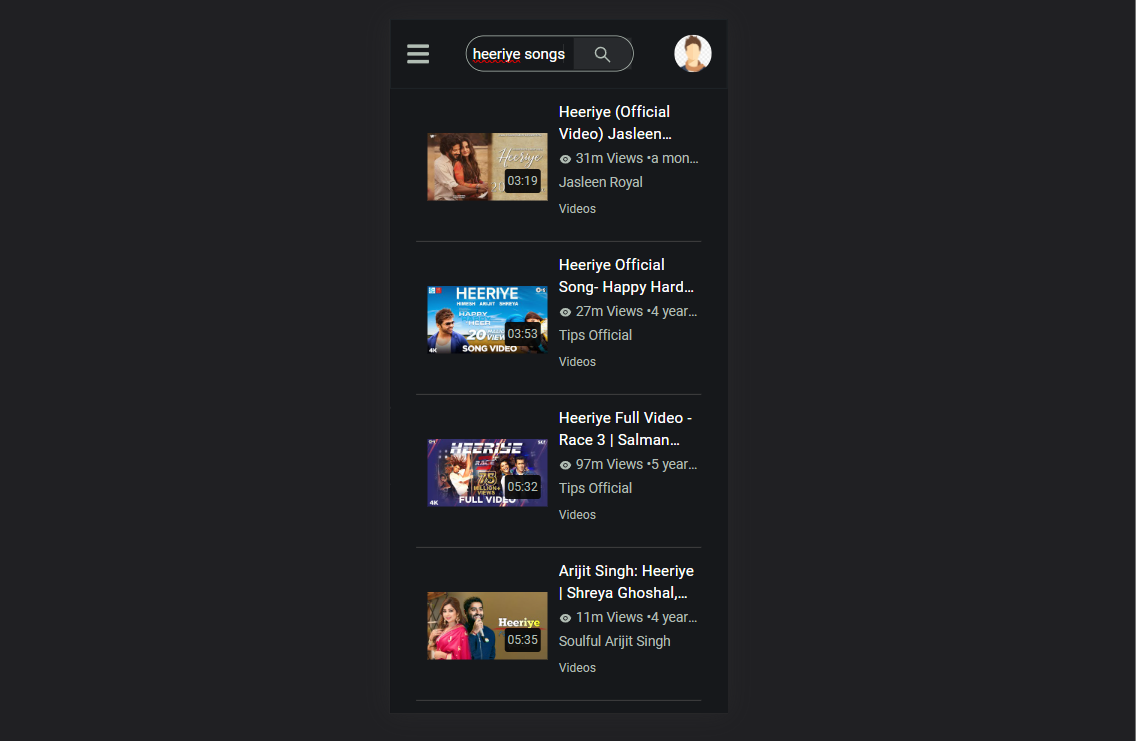 heeriye songs
Heeriye (Official
Video) Jasleen...
31m Views •a mon...
Jasleen Royal
Videos
Heeriye
03:19
Heeriye Official
Song- Happy Hard...
27m Views •4 year...
Tips Official
Videos
HEERIYE
HIMESH ARIJIT SHREYA
HAPPY
HEER
20
03:53
4K
SONG VIDEO
Heeriye Full Video -
Race 3 | Salman...
97m Views •5 year...
Tips Official
Videos
HEERIYE
RACE
05:32
4K
FULL VIDEO
Arijit Singh: Heeriye
| Shreya Ghoshal,...
11m Views •4 year...
Soulful Arijit Singh
Videos
Heeriye
05:35